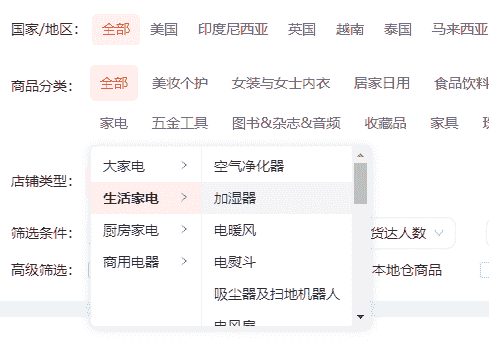 国家/地区： 全部 美国 印度尼西亚 英国 越南 泰国 马来西亚
商品分类： 全部 美妆个护 女装与女士内衣 居家日用 食品饮料
家电 五金工具 图书&杂志&音频 收藏品 家具
店铺类型：
大家电 > 空气净化器
生活家电 > 加湿器
筛选条件： 厨房家电 > 电暖风 货达人数
高级筛选： 商用电器 > 电熨斗 本地仓商品
吸尘器及扫地机器人
电风扇